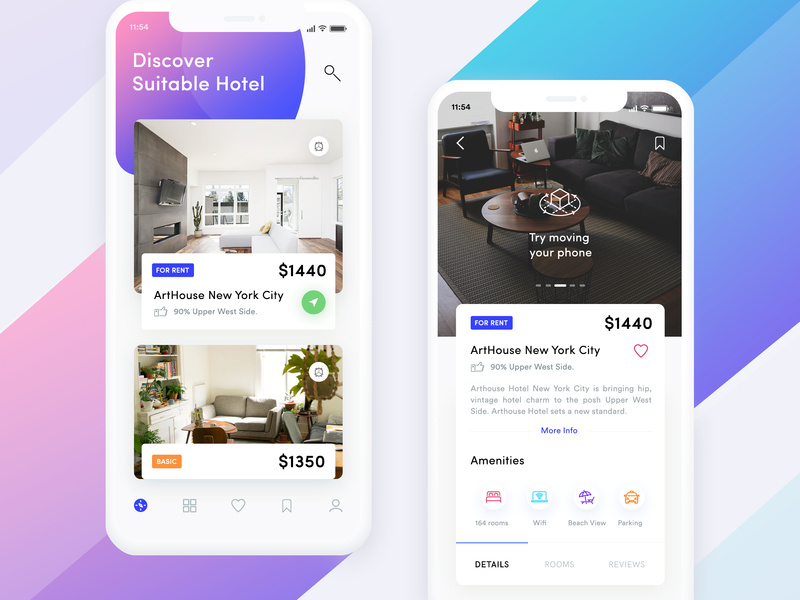 11:54
Discover
Suitable Hotel
FOR RENT
$1440
ArtHouse New York City
90% Upper West Side.
BASIC
$1350
11:54
Try moving
your phone
FOR RENT
$1440
ArtHouse New York City
90% Upper West Side.
Arthouse Hotel New York City is bringing hip,
vintage hotel charm to the posh Upper West
Side. Arthouse Hotel sets a new standard.
More Info
Amenities
164 rooms
Wifi
Beach View
Parking
DETAILS
ROOMS
REVIEWS